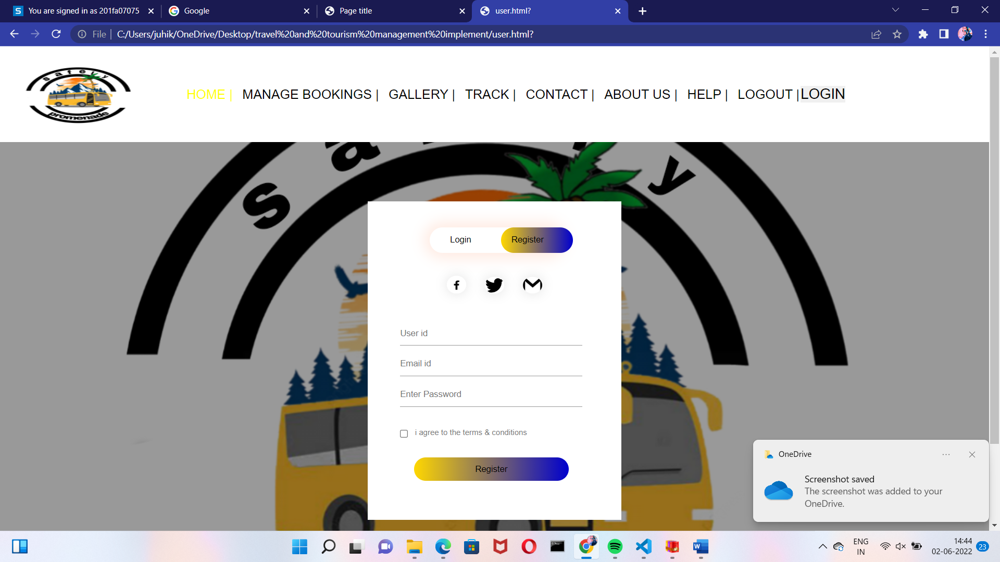 You are signed in as 201fa07075
Google
Page title
user.html?
File | C:/Users/juhik/OneDrive/Desktop/travel%20and%20tourism%20management%20implement/user.html?
safely
promenade
HOME | MANAGE BOOKINGS | GALLERY | TRACK | CONTACT | ABOUT US | HELP | LOGOUT | LOGIN
s a y
Login
Register
User id
Email id
Enter Password
i agree to the terms & conditions
Register
OneDrive
Screenshot saved
The screenshot was added to your
OneDrive.
ENG
IN
14:44
02-06-2022
23